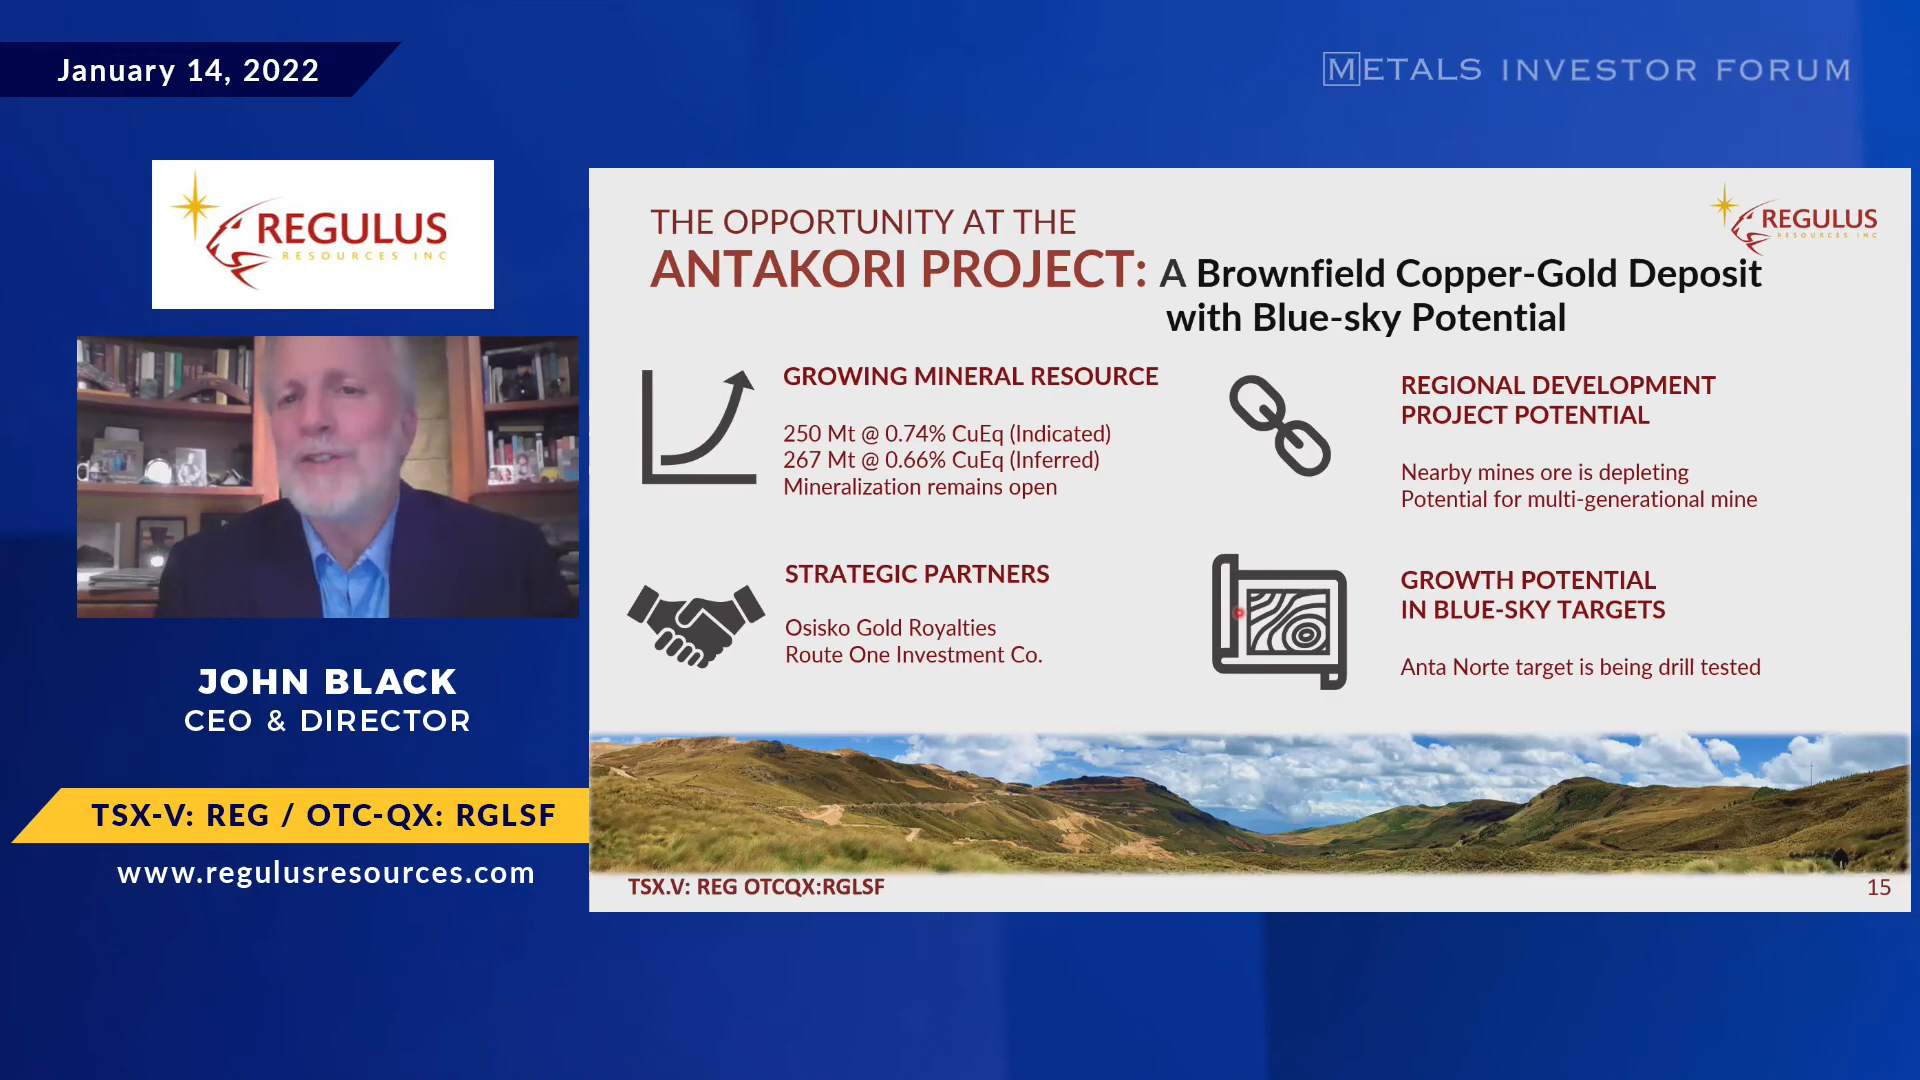 January 14, 2022
METALS INVESTOR FORUM
REGULUS
RESOURCES INC
JOHN BLACK
CEO & DIRECTOR
TSX-V: REG / OTC-QX: RGLSF
www.regulusresources.com
THE OPPORTUNITY AT THE
ANTAKORI PROJECT: A Brownfield Copper-Gold Deposit
with Blue-sky Potential
REGULUS
RESOURCES INC
GROWING MINERAL RESOURCE
250 Mt @ 0.74% CuEq (Indicated)
267 Mt @ 0.66% CuEq (Inferred)
Mineralization remains open
REGIONAL DEVELOPMENT
PROJECT POTENTIAL
Nearby mines ore is depleting
Potential for multi-generational mine
STRATEGIC PARTNERS
Osisko Gold Royalties
Route One Investment Co.
GROWTH POTENTIAL
IN BLUE-SKY TARGETS
Anta Norte target is being drill tested
TSX.V: REG OTCQX:RGLSF
15